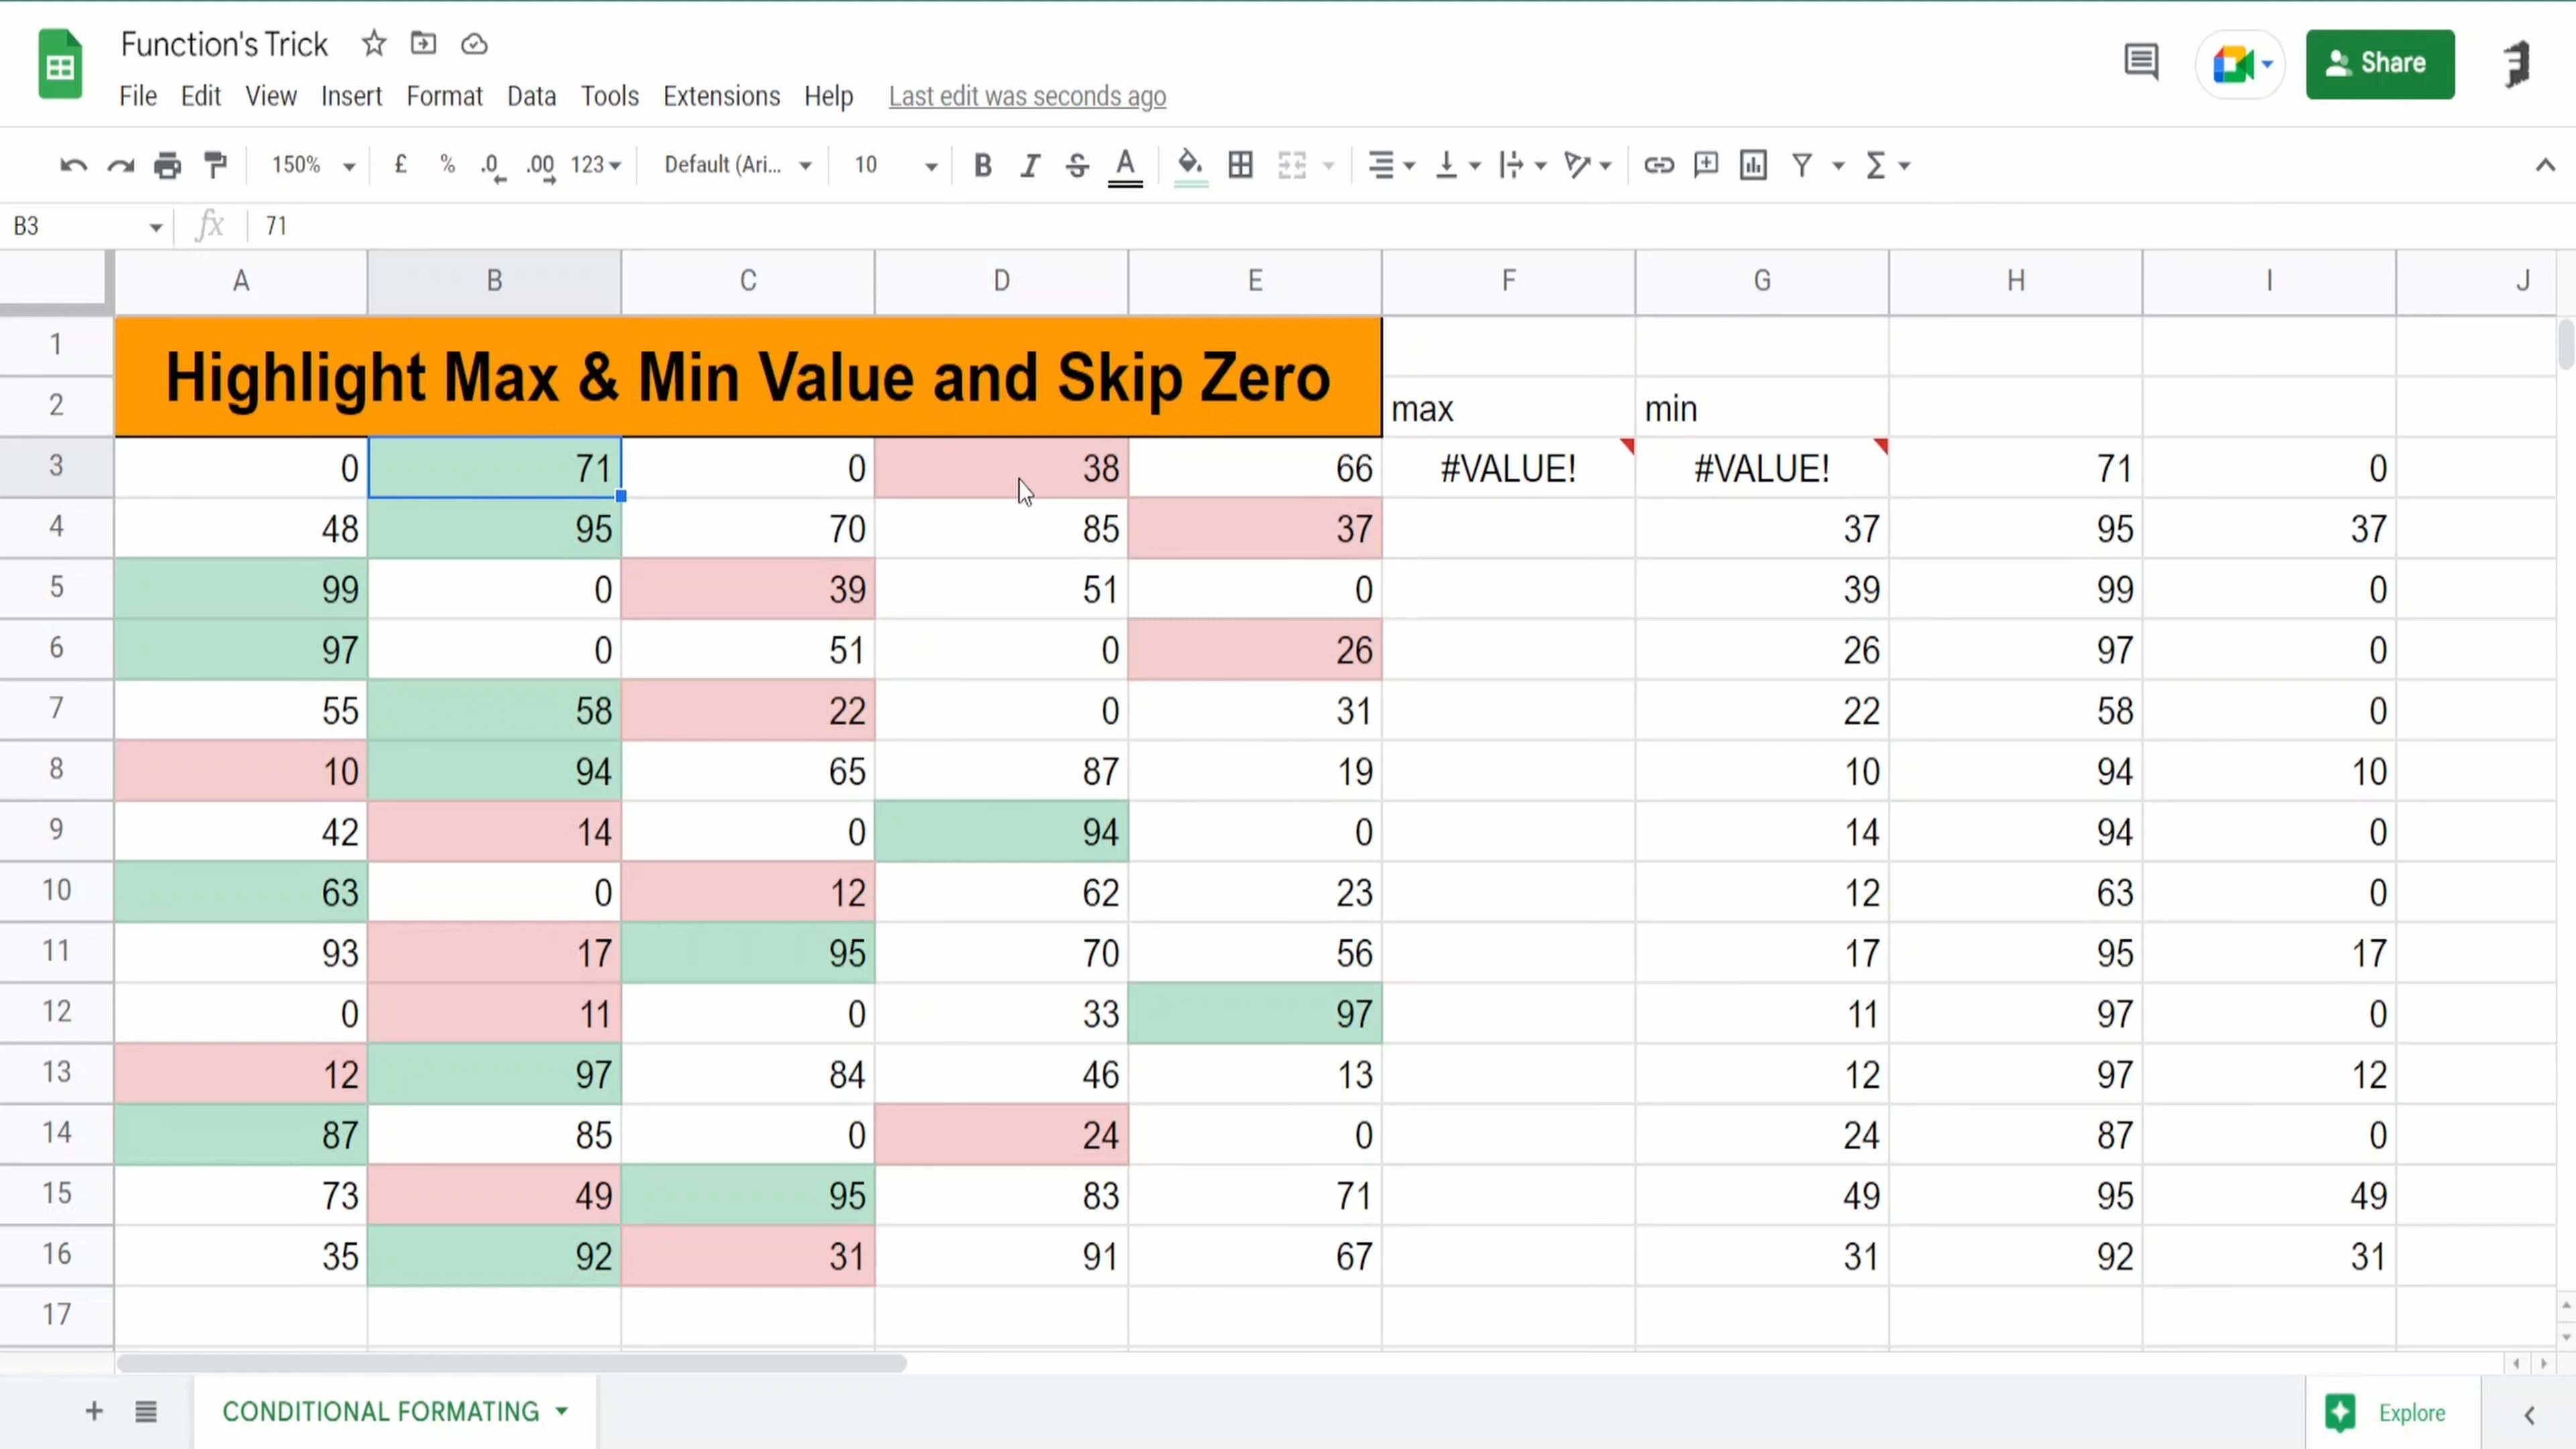 Function's Trick
File Edit View Insert Format Data Tools Extensions Help Last edit was seconds ago
Share
150% £ % .0 .00 123 Default (Ari... 10 B I S A Σ
B3 fx 71
A B C D E F G H I J
1
Highlight Max & Min Value and Skip Zero
2 max min
3 0 71 0 38 66 #VALUE! #VALUE! 71 0
4 48 95 70 85 37 37 95 37
5 99 0 39 51 0 39 99 0
6 97 0 51 0 26 26 97 0
7 55 58 22 0 31 22 58 0
8 10 94 65 87 19 10 94 10
9 42 14 0 94 0 14 94 0
10 63 0 12 62 23 12 63 0
11 93 17 95 70 56 17 95 17
12 0 11 0 33 97 11 97 0
13 12 97 84 46 13 12 97 12
14 87 85 0 24 0 24 87 0
15 73 49 95 83 71 49 95 49
16 35 92 31 91 67 31 92 31
17
CONDITIONAL FORMATING
Explore